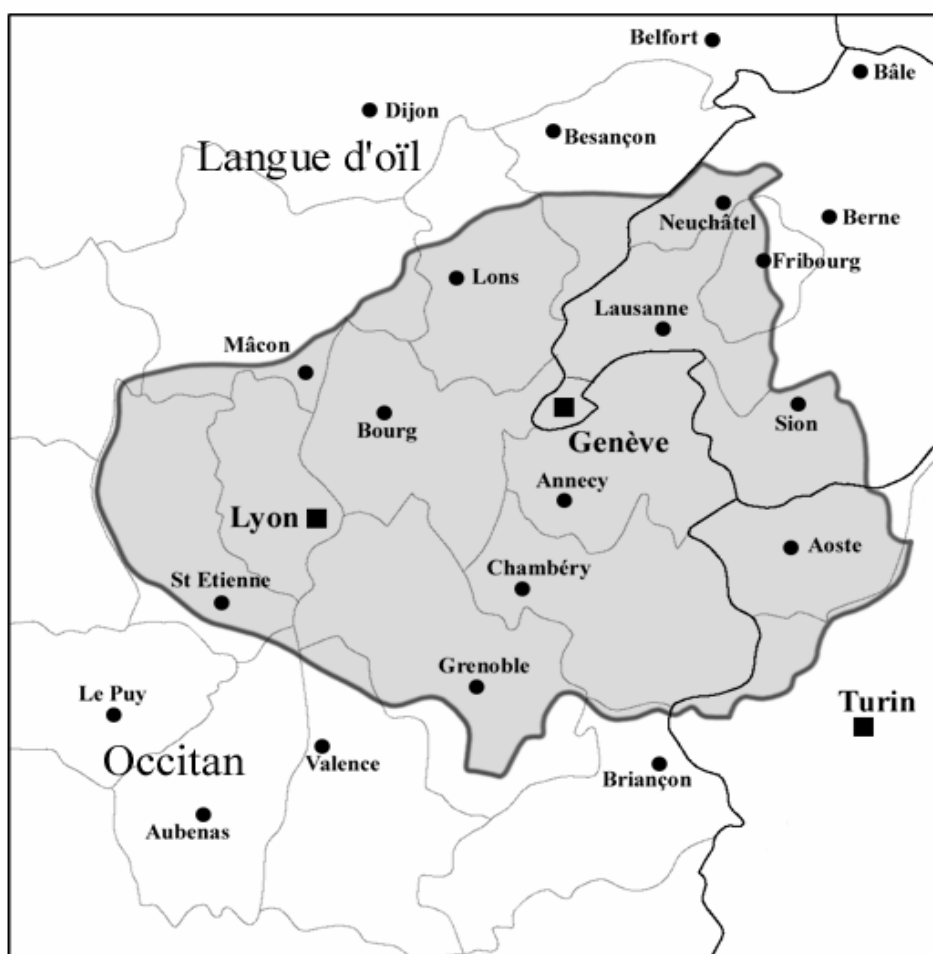 Belfort
Bâle
Dijon
Besançon
Langue d'oïl
Neuchâtel
Berne
Fribourg
Lons
Lausanne
Mâcon
Bourg
Genève
Sion
Annecy
Lyon
Aoste
Chambéry
St Etienne
Grenoble
Le Puy
Turin
Occitan
Valence
Briançon
Aubenas